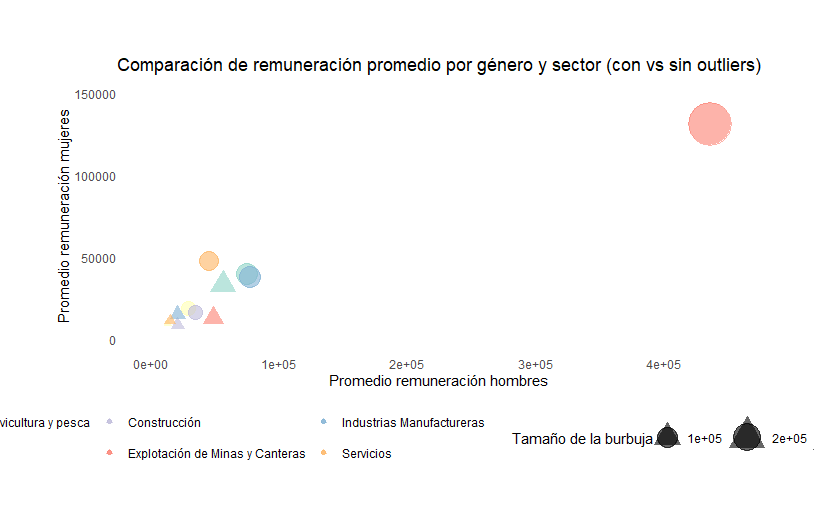 Comparación de remuneración promedio por género y sector (con vs sin outliers)
Promedio remuneración mujeres
150000
100000
50000
0
0e+00 1e+05 2e+05 3e+05 4e+05
Promedio remuneración hombres
vicultura y pesca Construcción Industrias Manufactureras
Explotación de Minas y Canteras Servicios
Tamaño de la burbuja 1e+05 2e+05